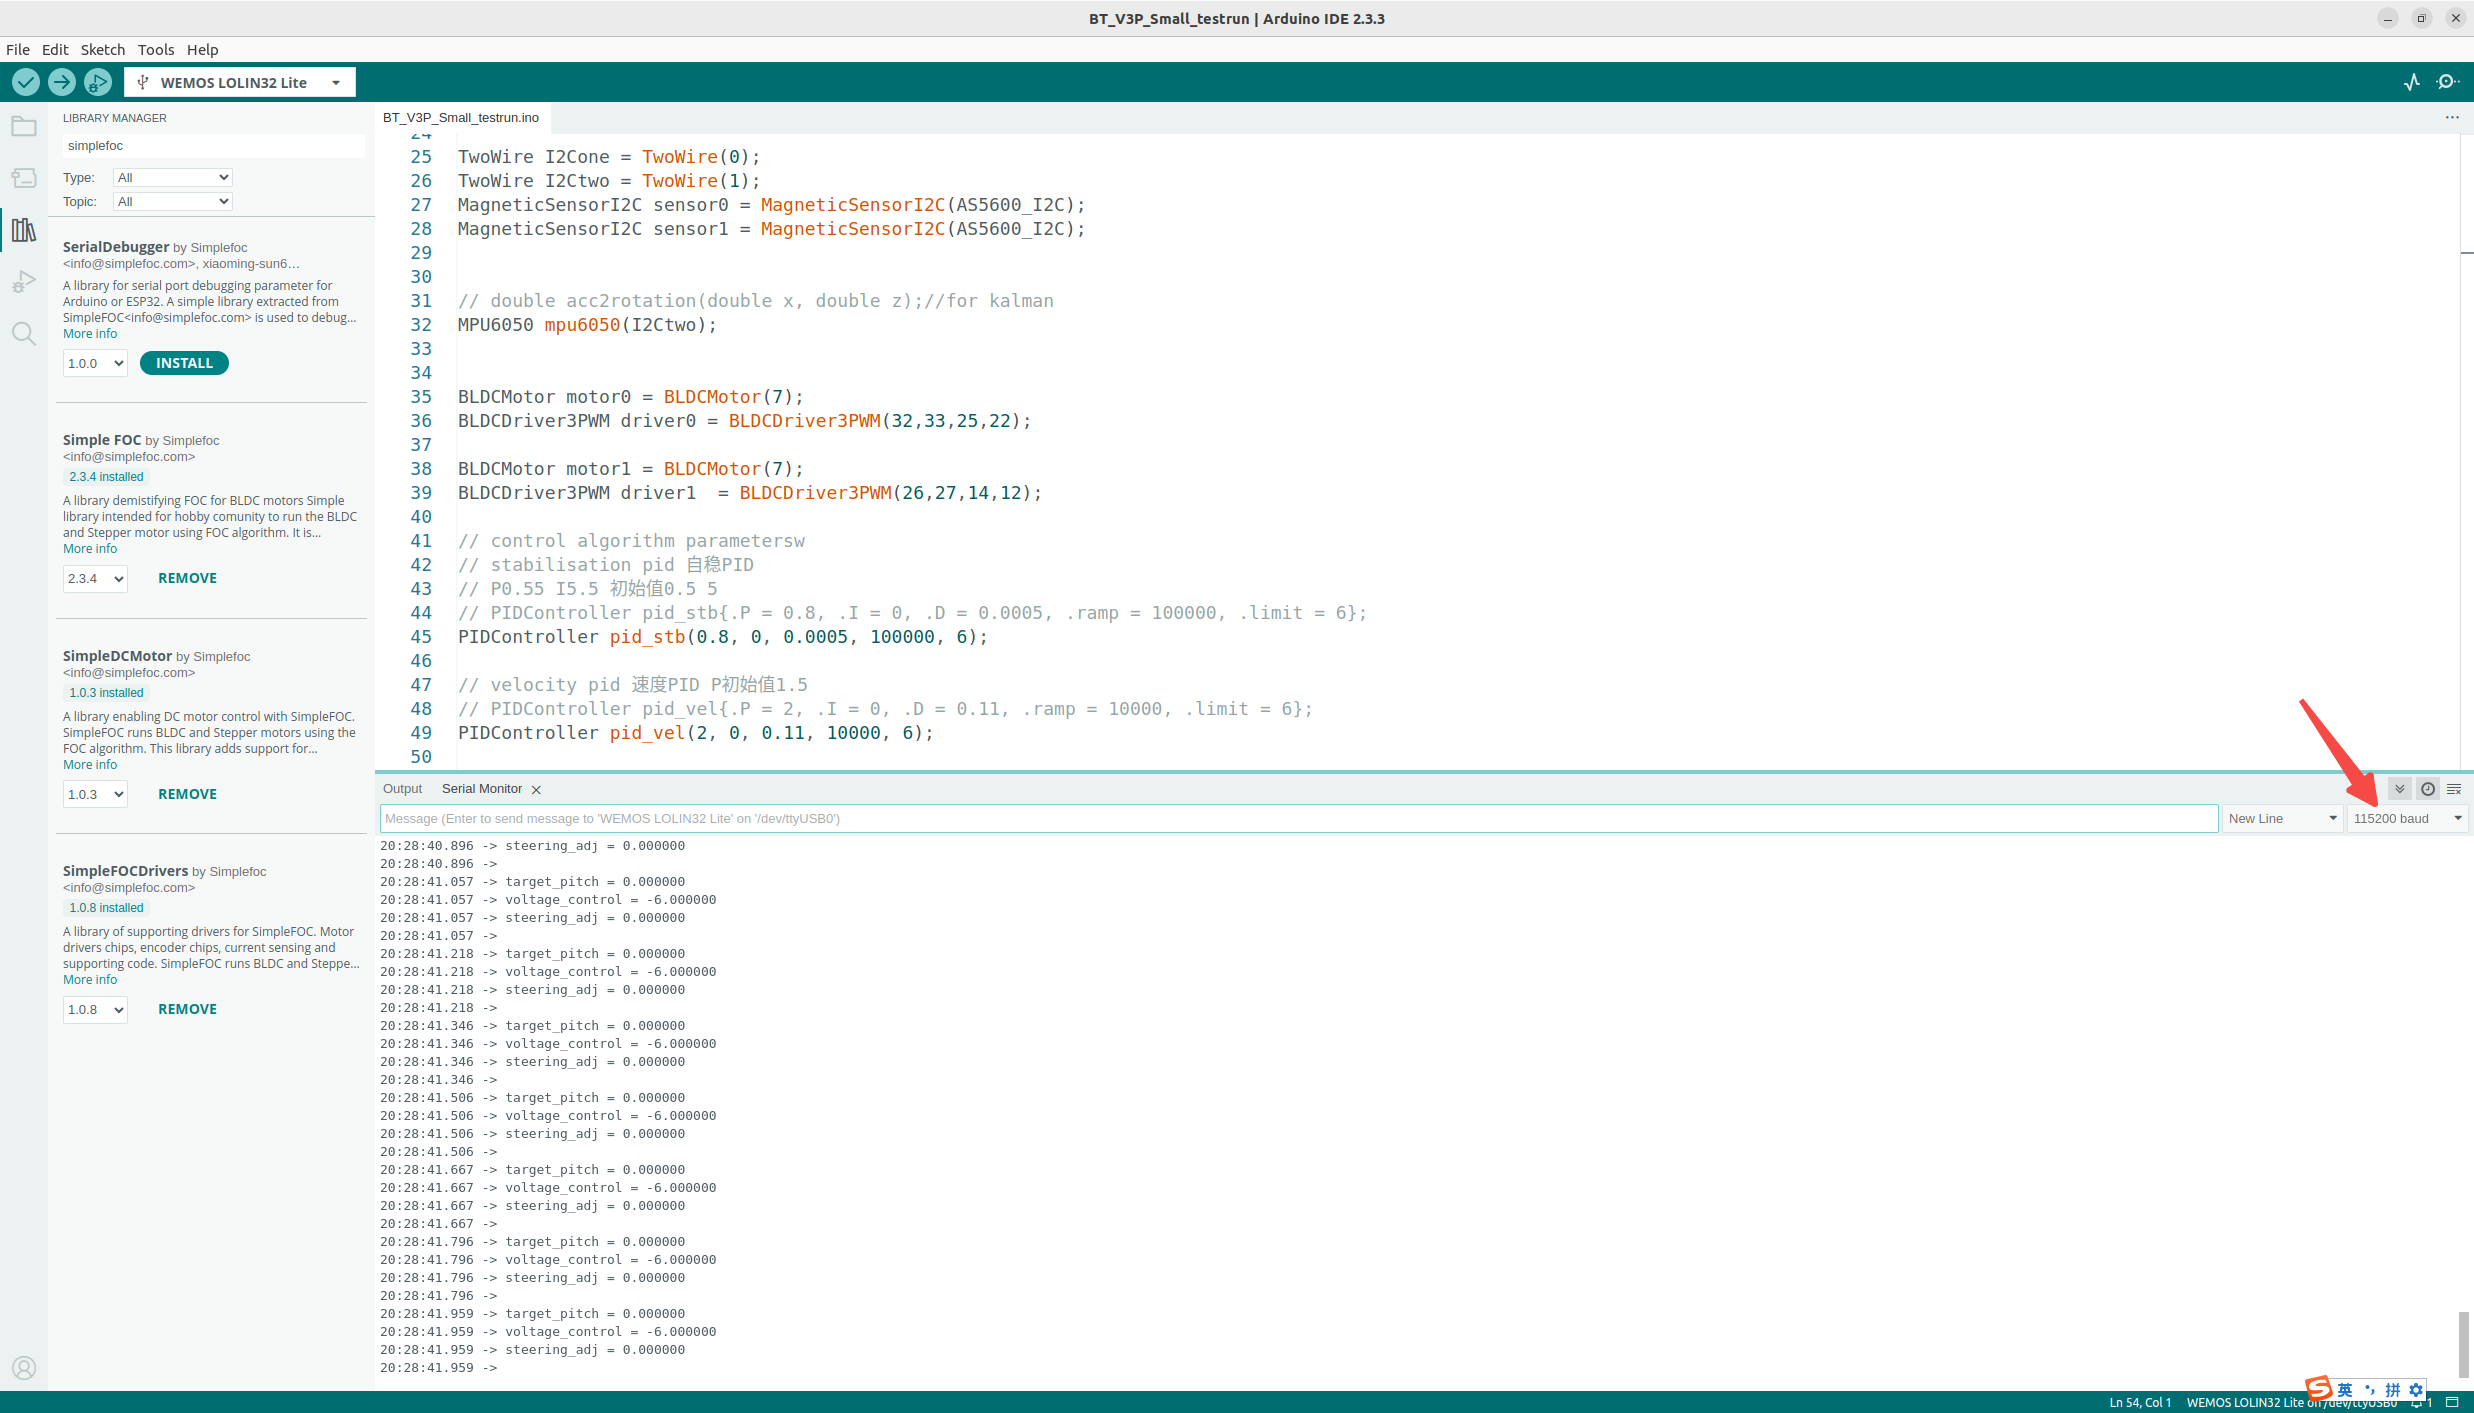 BT_V3P_Small_testrun | Arduino IDE 2.3.3
File Edit Sketch Tools Help
WEMOS LOLIN32 Lite
LIBRARY MANAGER
simplefoc
Type: All
Topic: All
SerialDebugger by Simplefoc
<info@simplefoc.com>, xiaoming-sun6…
A library for serial port debugging parameter for
Arduino or ESP32. A simple library extracted from
SimpleFOC<info@simplefoc.com> is used to debug...
More info
1.0.0 INSTALL
Simple FOC by Simplefoc
<info@simplefoc.com>
2.3.4 installed
A library demistifying FOC for BLDC motors Simple
library intended for hobby comunity to run the BLDC
and Stepper motor using FOC algorithm. It is...
More info
2.3.4 REMOVE
SimpleDCMotor by Simplefoc
<info@simplefoc.com>
1.0.3 installed
A library enabling DC motor control with SimpleFOC.
SimpleFOC runs BLDC and Stepper motors using the
FOC algorithm. This library adds support for...
More info
1.0.3 REMOVE
SimpleFOCDrivers by Simplefoc
<info@simplefoc.com>
1.0.8 installed
A library of supporting drivers for SimpleFOC. Motor
drivers chips, encoder chips, current sensing and
supporting code. SimpleFOC runs BLDC and Steppe...
More info
1.0.8 REMOVE
BT_V3P_Small_testrun.ino
24
25 TwoWire I2Cone = TwoWire(0);
26 TwoWire I2Ctwo = TwoWire(1);
27 MagneticSensorI2C sensor0 = MagneticSensorI2C(AS5600_I2C);
28 MagneticSensorI2C sensor1 = MagneticSensorI2C(AS5600_I2C);
29
30
31 // double acc2rotation(double x, double z);//for kalman
32 MPU6050 mpu6050(I2Ctwo);
33
34
35 BLDCMotor motor0 = BLDCMotor(7);
36 BLDCDriver3PWM driver0 = BLDCDriver3PWM(32,33,25,22);
37
38 BLDCMotor motor1 = BLDCMotor(7);
39 BLDCDriver3PWM driver1  = BLDCDriver3PWM(26,27,14,12);
40
41 // control algorithm parametersw
42 // stabilisation pid 自稳PID
43 // P0.55 I5.5 初始值0.5 5
44 // PIDController pid_stb{.P = 0.8, .I = 0, .D = 0.0005, .ramp = 100000, .limit = 6};
45 PIDController pid_stb(0.8, 0, 0.0005, 100000, 6);
46
47 // velocity pid 速度PID P初始值1.5
48 // PIDController pid_vel{.P = 2, .I = 0, .D = 0.11, .ramp = 10000, .limit = 6};
49 PIDController pid_vel(2, 0, 0.11, 10000, 6);
50
Output Serial Monitor
Message (Enter to send message to 'WEMOS LOLIN32 Lite' on '/dev/ttyUSB0') New Line 115200 baud
20:28:40.896 -> steering_adj = 0.000000
20:28:40.896 ->
20:28:41.057 -> target_pitch = 0.000000
20:28:41.057 -> voltage_control = -6.000000
20:28:41.057 -> steering_adj = 0.000000
20:28:41.057 ->
20:28:41.218 -> target_pitch = 0.000000
20:28:41.218 -> voltage_control = -6.000000
20:28:41.218 -> steering_adj = 0.000000
20:28:41.218 ->
20:28:41.346 -> target_pitch = 0.000000
20:28:41.346 -> voltage_control = -6.000000
20:28:41.346 -> steering_adj = 0.000000
20:28:41.346 ->
20:28:41.506 -> target_pitch = 0.000000
20:28:41.506 -> voltage_control = -6.000000
20:28:41.506 -> steering_adj = 0.000000
20:28:41.506 ->
20:28:41.667 -> target_pitch = 0.000000
20:28:41.667 -> voltage_control = -6.000000
20:28:41.667 -> steering_adj = 0.000000
20:28:41.667 ->
20:28:41.796 -> target_pitch = 0.000000
20:28:41.796 -> voltage_control = -6.000000
20:28:41.796 -> steering_adj = 0.000000
20:28:41.796 ->
20:28:41.959 -> target_pitch = 0.000000
20:28:41.959 -> voltage_control = -6.000000
20:28:41.959 -> steering_adj = 0.000000
20:28:41.959 ->
S 英 拼
Ln 54, Col 1 WEMOS LOLIN32 Lite on /dev/ttyUSB0 1